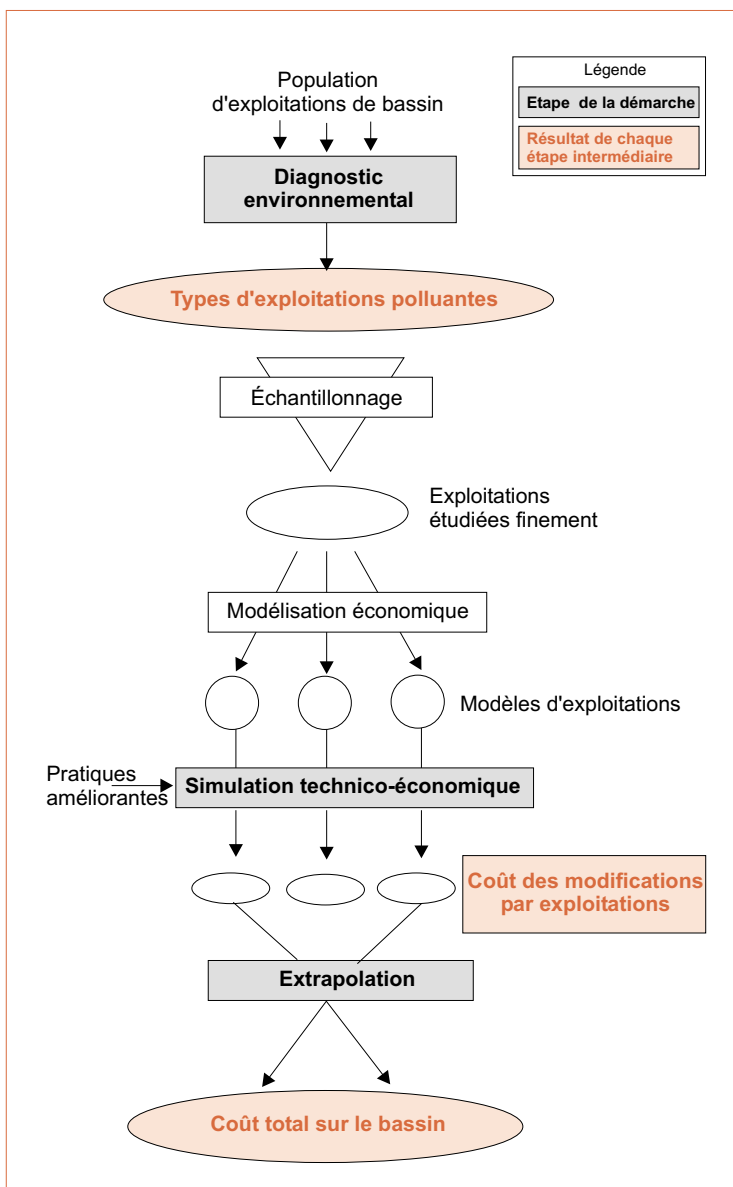 Population
d'exploitations de bassin
Légende
Etape de la démarche
Résultat de chaque
étape intermédiaire
Diagnostic
environnemental
Types d'exploitations polluantes
Échantillonnage
Exploitations
étudiées finement
Modélisation économique
Modèles d'exploitations
Pratiques
améliorantes
Simulation technico-économique
Coût des modifications
par exploitations
Extrapolation
Coût total sur le bassin